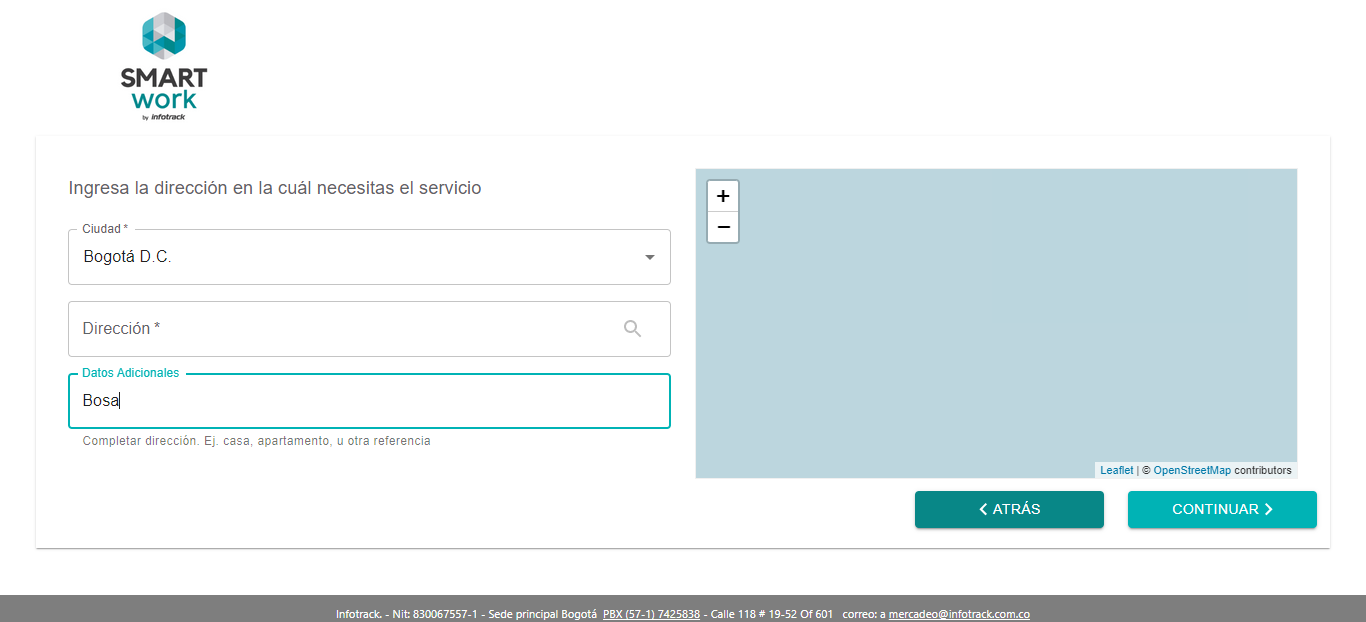 SMART
work
by infotrack
Ingresa la dirección en la cuál necesitas el servicio
Ciudad *
Bogotá D.C.
Dirección *
Datos Adicionales
Bosa
Completar dirección. Ej. casa, apartamento, u otra referencia
+
−
Leaflet | © OpenStreetMap contributors
ATRÁS
CONTINUAR
Infotrack. - Nit: 830067557-1 - Sede principal Bogotá PBX (57-1) 7425838 - Calle 118 # 19-52 Of 601 correo: a mercadeo@infotrack.com.co